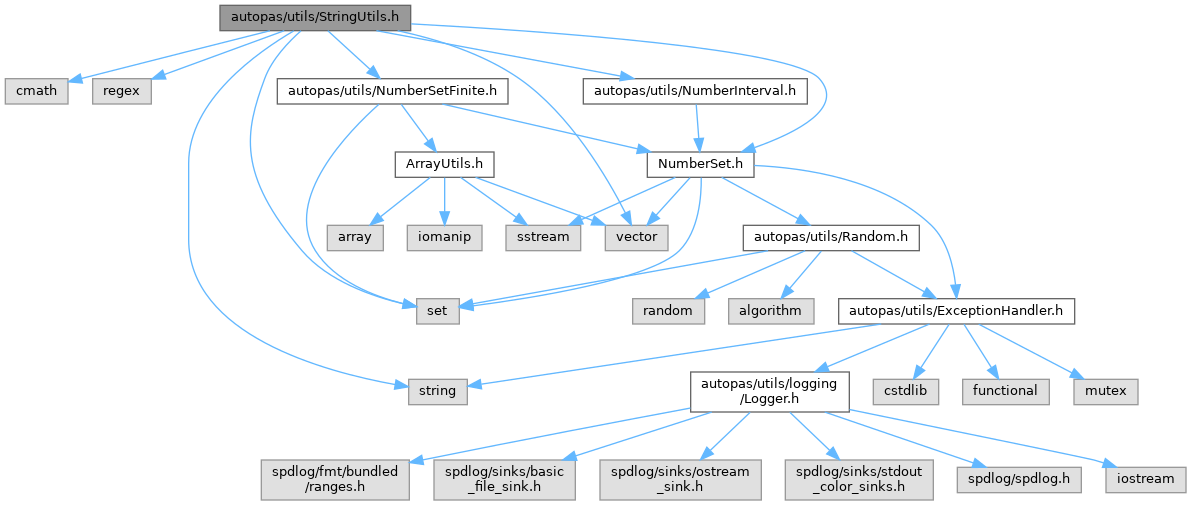 autopas/utils/StringUtils.h
cmath
regex
autopas/utils/NumberSetFinite.h
autopas/utils/NumberInterval.h
ArrayUtils.h
NumberSet.h
array
iomanip
sstream
vector
autopas/utils/Random.h
set
random
algorithm
autopas/utils/ExceptionHandler.h
string
autopas/utils/logging
/Logger.h
cstdlib
functional
mutex
spdlog/fmt/bundled
/ranges.h
spdlog/sinks/basic
_file_sink.h
spdlog/sinks/ostream
_sink.h
spdlog/sinks/stdout
_color_sinks.h
spdlog/spdlog.h
iostream